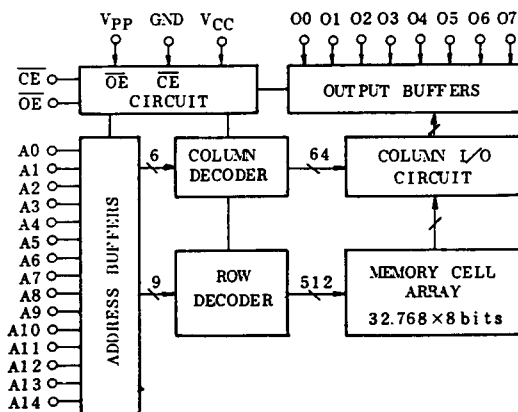 VPP GND VCC
O0 O1 O2 O3 O4 O5 O6 O7
CE
OE
OE CE
CIRCUIT
OUTPUT BUFFERS
A0
A1
A2
A3
A4
A5
A6
A7
A8
A9
A10
A11
A12
A13
A14
ADDRESS BUFFERS
6
COLUMN
DECODER
64
COLUMN I/O
CIRCUIT
9
ROW
DECODER
512
MEMORY CELL
ARRAY
32.768×8bits